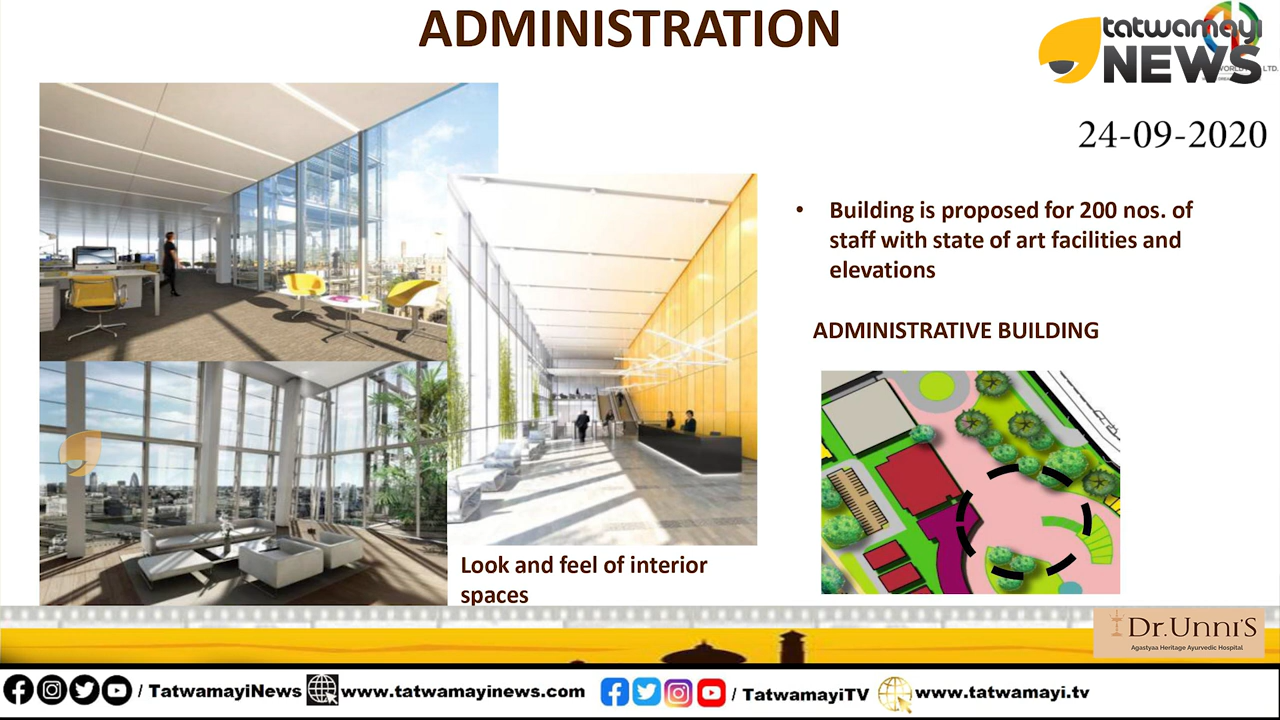 ADMINISTRATION
tatwamayi
NEWS
LTD.
24-09-2020
• Building is proposed for 200 nos. of
staff with state of art facilities and
elevations
ADMINISTRATIVE BUILDING
Look and feel of interior
spaces
Dr.Unni's
Agastyaa Heritage Ayurvedic Hospital
/ TatwamayiNews www.tatwamayinews.com / TatwamayiTV www.tatwamayi.tv